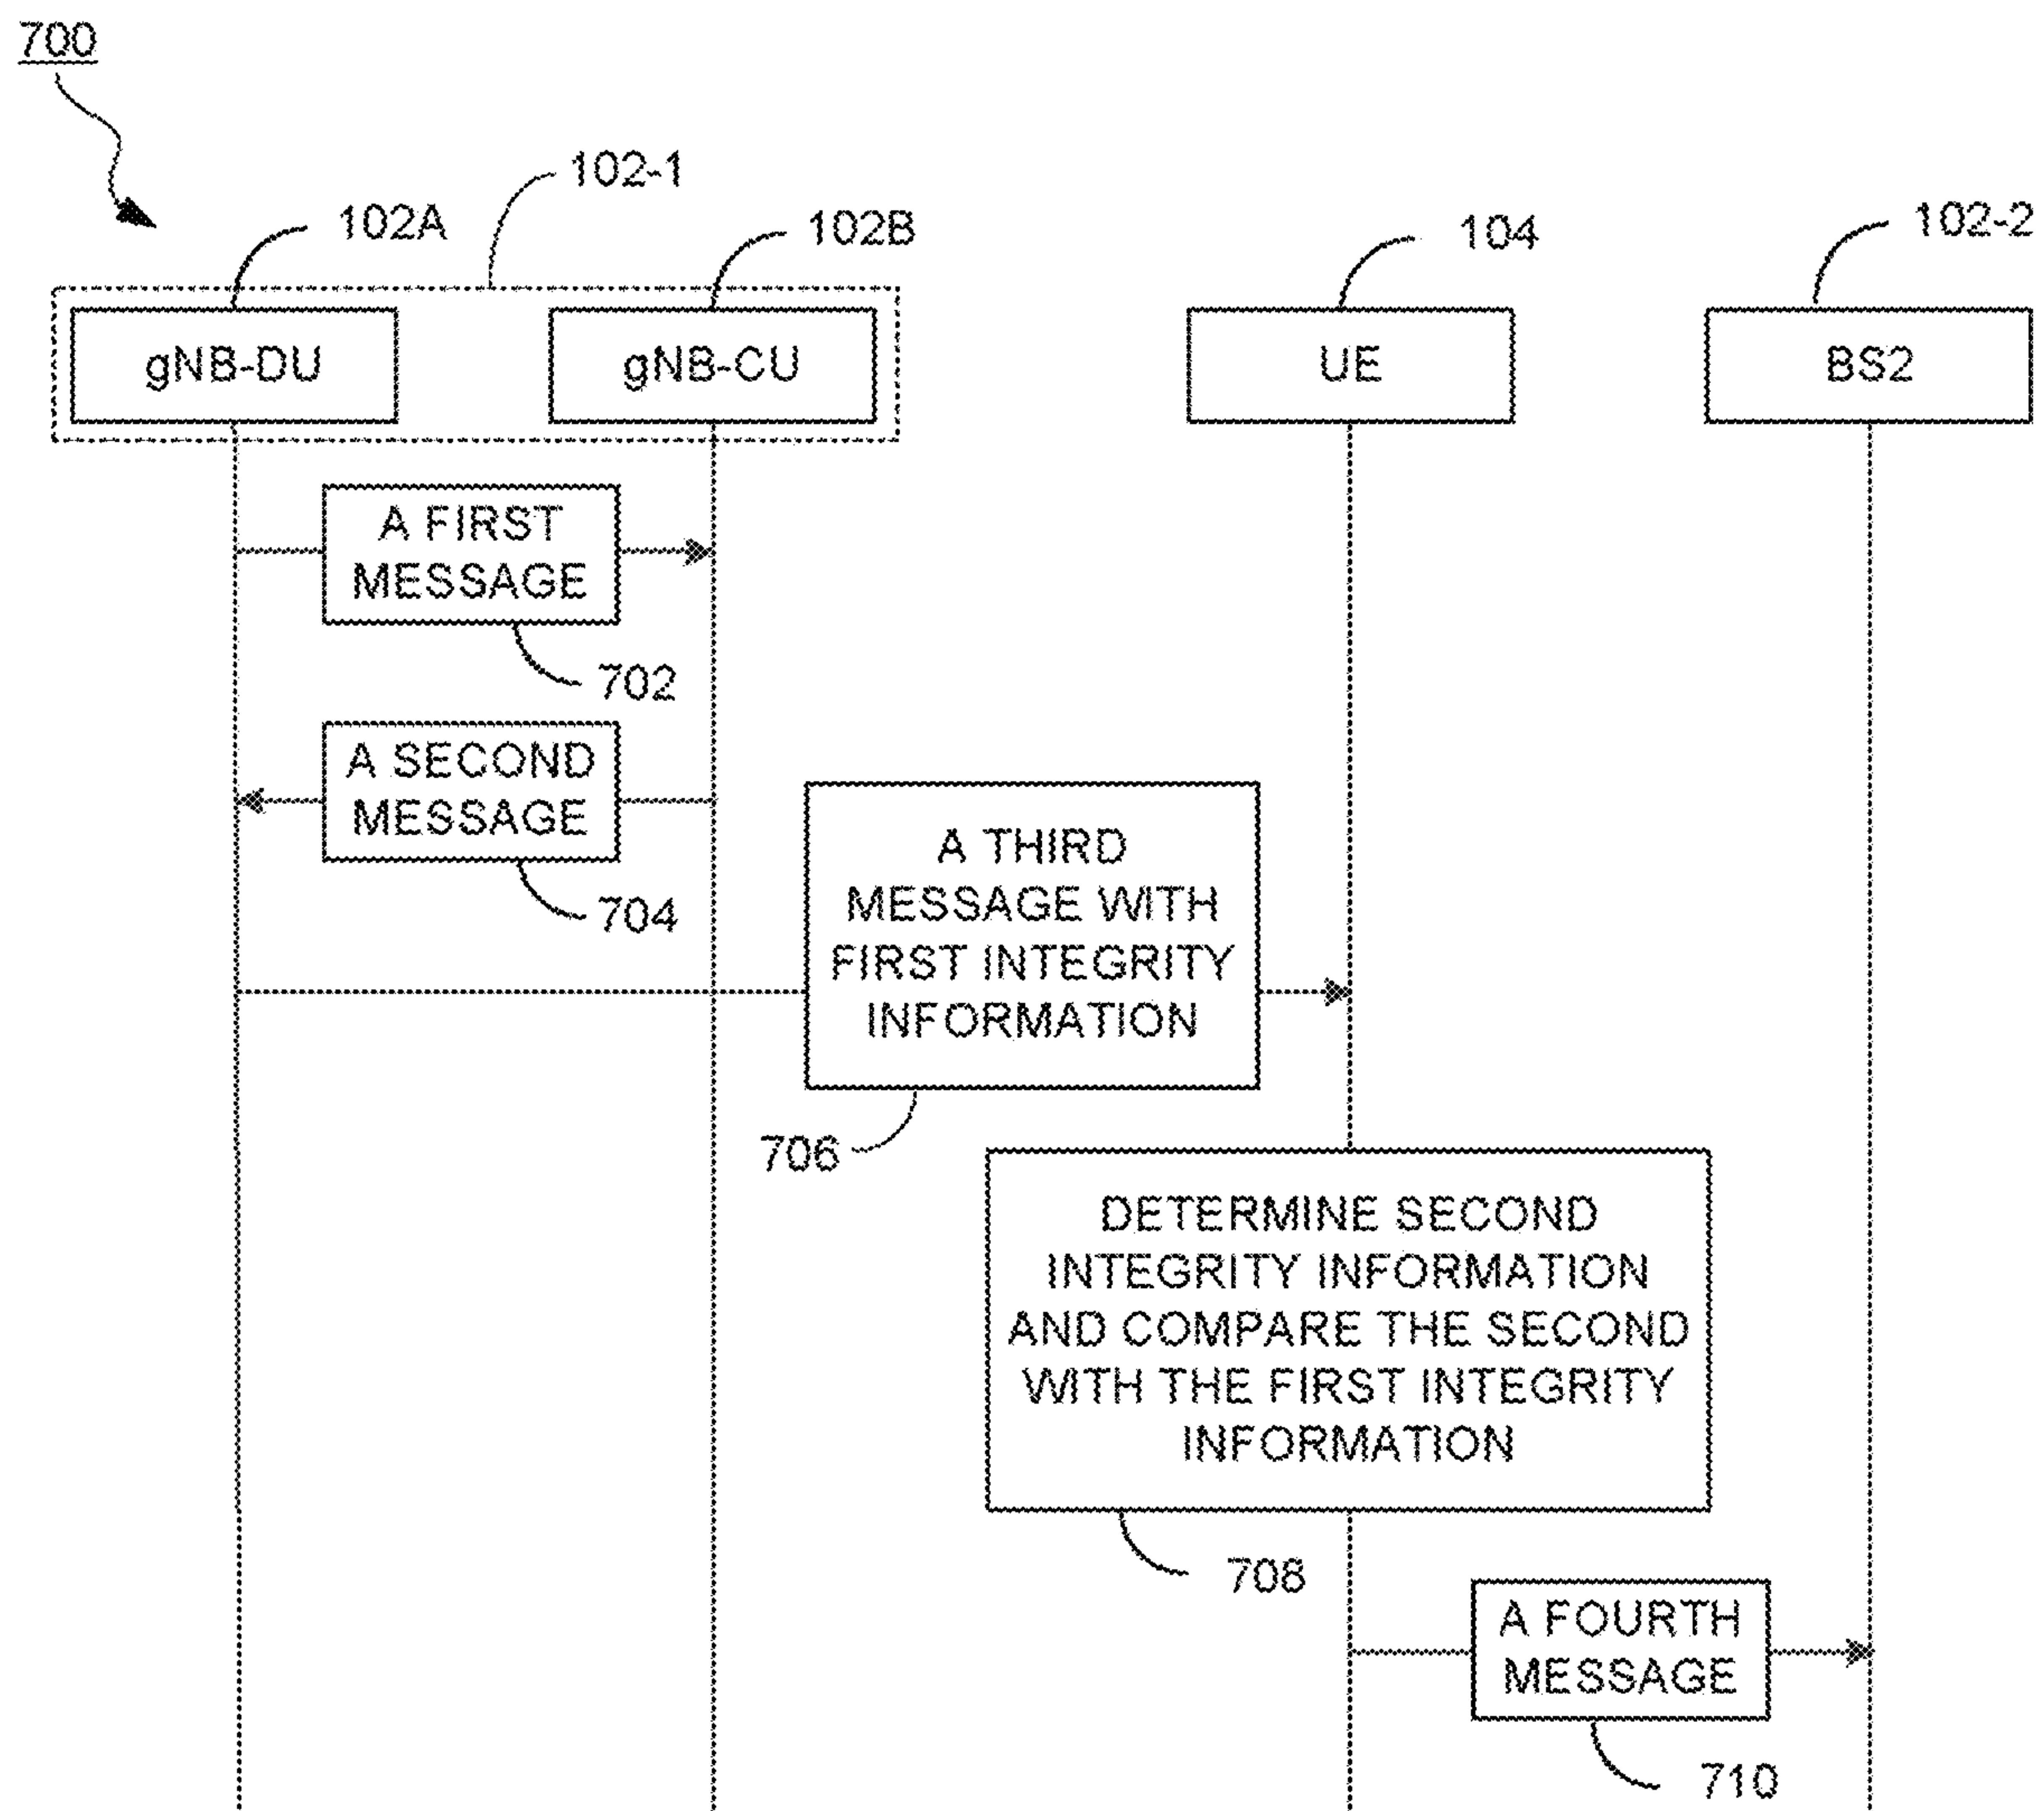 700
102-1
102A
102B
104
102-2
gNB-DU
gNB-CU
UE
BS2
A FIRST
MESSAGE
702
A SECOND
MESSAGE
704
A THIRD
MESSAGE WITH
FIRST INTEGRITY
INFORMATION
706
DETERMINE SECOND
INTEGRITY INFORMATION
AND COMPARE THE SECOND
WITH THE FIRST INTEGRITY
INFORMATION
708
A FOURTH
MESSAGE
710